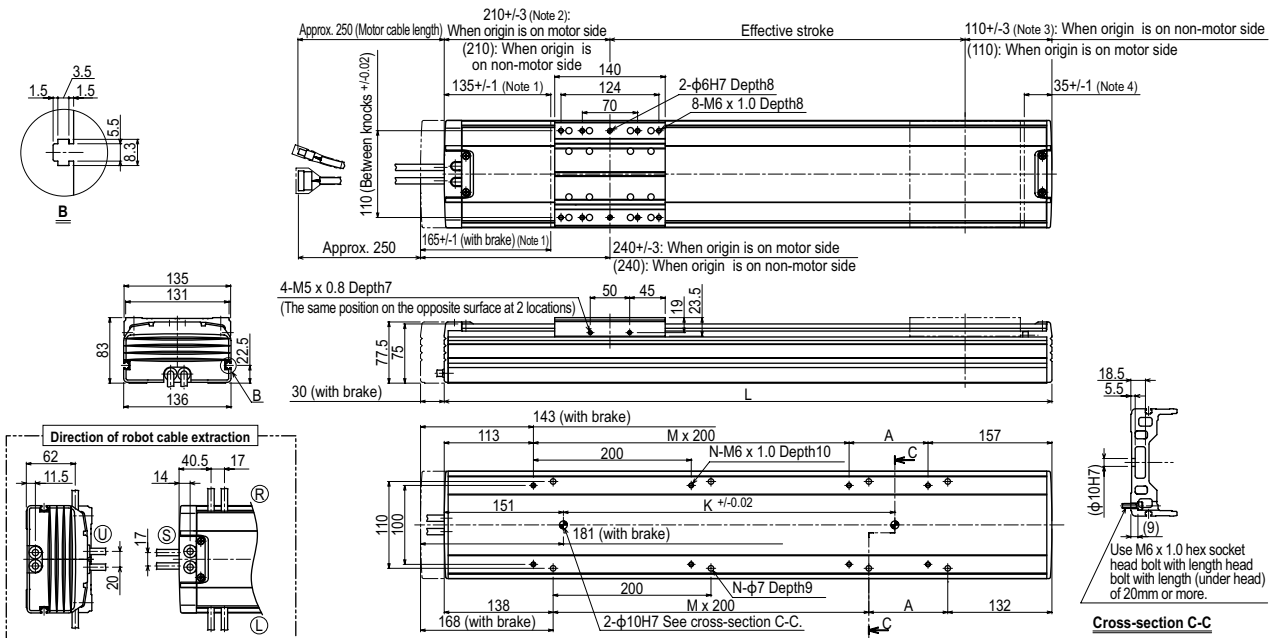 210+/-3 (Note 2):
Approx. 250 (Motor cable length)
When origin is on motor side
(210): When origin is
on non-motor side
Effective stroke
110+/-3 (Note 3): When origin is on non-motor side
(110): When origin is on motor side
140
135+/-1 (Note 1)
124
70
2-φ6H7 Depth8
8-M6 x 1.0 Depth8
35+/-1 (Note 4)
3.5
1.5
1.5
5.5
8.3
B
110 (Between knocks +/-0.02)
165+/-1 (with brake) (Note 1)
Approx. 250
240+/-3: When origin is on motor side
(240): When origin is on non-motor side
135
131
83
22.5
136
B
4-M5 x 0.8 Depth7
(The same position on the opposite surface at 2 locations)
50
45
19
23.5
77.5
75
30 (with brake)
L
18.5
5.5
(φ10H7)
(9)
Use M6 x 1.0 hex socket
head bolt with length head
bolt with length (under head)
of 20mm or more.
Cross-section C-C
143 (with brake)
113
M x 200
A
157
200
N-M6 x 1.0 Depth10
C
151
K +/-0.02
110
100
181 (with brake)
N-φ7 Depth9
200
138
M x 200
A
132
168 (with brake)
2-φ10H7 See cross-section C-C.
C
Direction of robot cable extraction
62
11.5
40.5
17
14
R
U
S
17
20
L